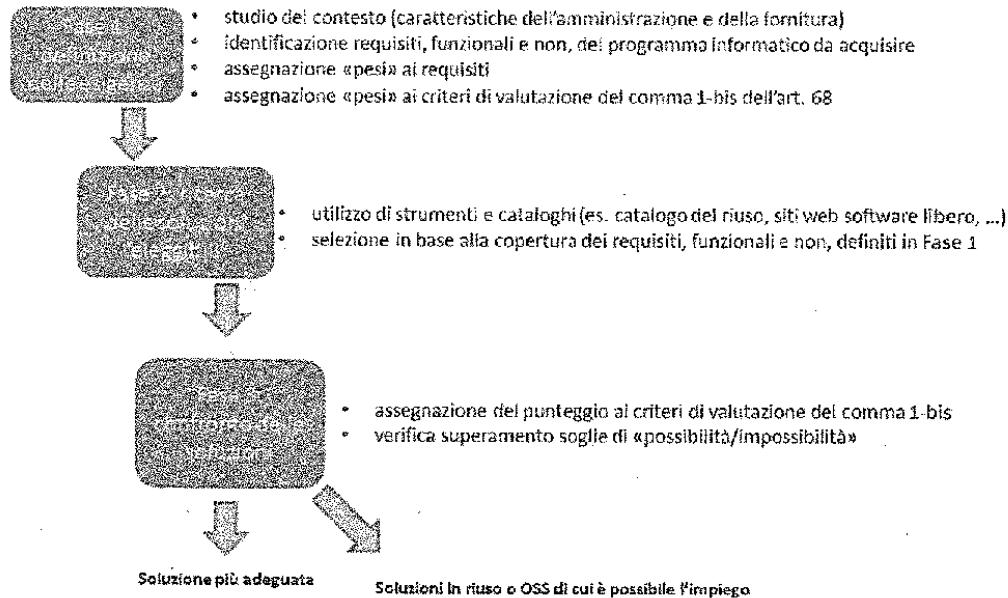 • studio del contesto (caratteristiche dell'amministrazione e della fornitura)
• identificazione requisiti, funzionali e non, del programma informatico da acquisire
• assegnazione «pesi» ai requisiti
• assegnazione «pesi» ai criteri di valutazione del comma 1-bis dell'art. 68
• utilizzo di strumenti e cataloghi (es. catalogo del riuso, siti web software libero, ...)
• selezione in base alla copertura dei requisiti, funzionali e non, definiti in Fase 1
• assegnazione del punteggio ai criteri di valutazione del comma 1-bis
• verifica superamento soglie di «possibilità/impossibilità»
Soluzione più adeguata
Soluzioni in riuso o OSS di cui è possibile l'impiego